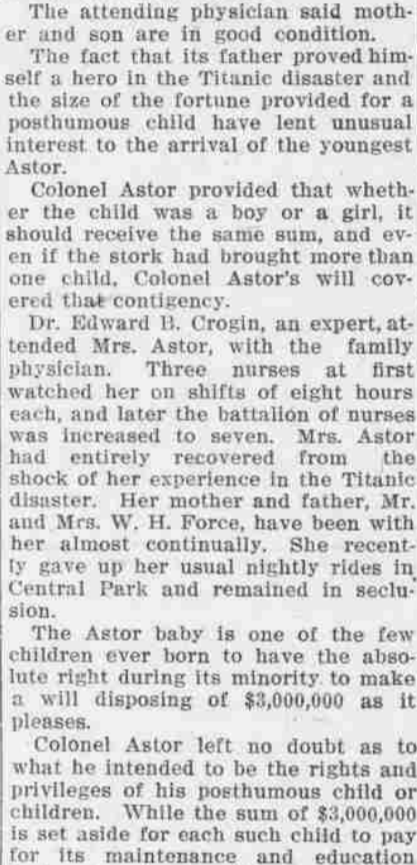 The attending physician said moth-
er and son are in good condition.
The fact that its father proved him-
self a hero in the Titanic disaster and
the size of the fortune provided for a
posthumous child have lent unusual
interest to the arrival of the youngest
Astor.
Colonel Astor provided that wheth-
er the child was a boy or a girl, it
should receive the same sum, and ev-
en if the stork had brought more than
one child, Colonel Astor's will cov-
ered that contigency.
Dr. Edward B. Crogin, an expert, at-
tended Mrs. Astor, with the family
physician. Three nurses at first
watched her on shifts of eight hours
each, and later the battalion of nurses
was increased to seven. Mrs. Astor
had entirely recovered from the
shock of her experience in the Titanic
disaster. Her mother and father, Mr.
and Mrs. W. H. Force, have been with
her almost continually. She recent-
ly gave up her usual nightly rides in
Central Park and remained in seclu-
sion.
The Astor baby is one of the few
children ever born to have the abso-
lute right during its minority to make
a will disposing of $3,000,000 as it
pleases.
Colonel Astor left no doubt as to
what he intended to be the rights and
privileges of his posthumous child or
children. While the sum of $3,000,000
is set aside for each such child to pay
for its maintenance and education